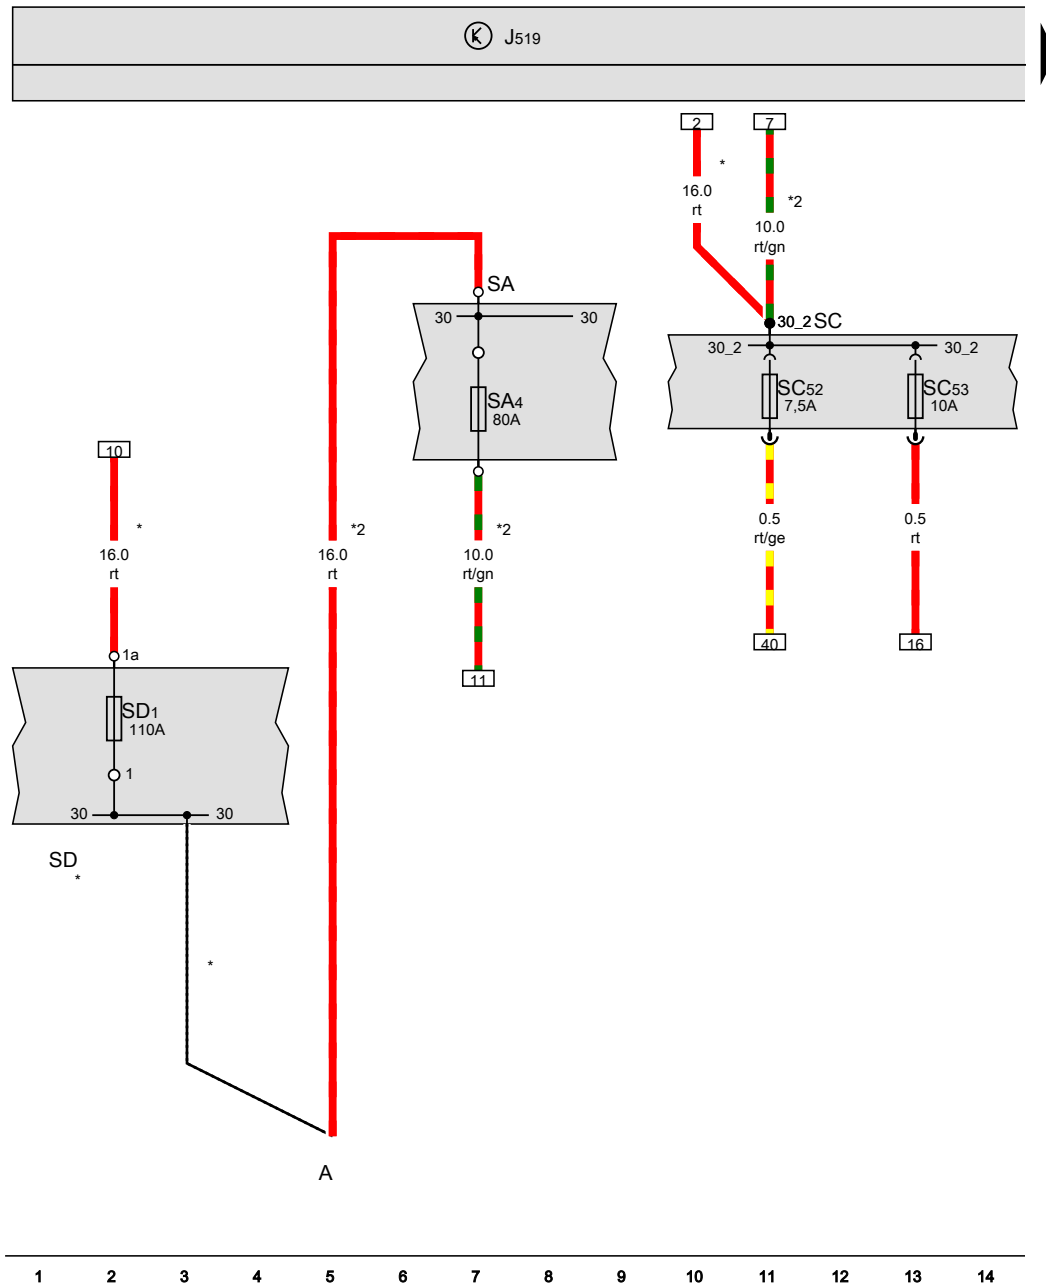 J519
2
7
*
16.0
rt
*2
10.0
rt/gn
SA
30
30
30_2 SC
30_2
30_2
SA4
80A
SC52
7,5A
SC53
10A
10
*
16.0
rt
*2
16.0
rt
*2
10.0
rt/gn
0.5
rt/ge
0.5
rt
40
16
1a
11
SD1
110A
1
30
30
SD
*
*
A
1 2 3 4 5 6 7 8 9 10 11 12 13 14